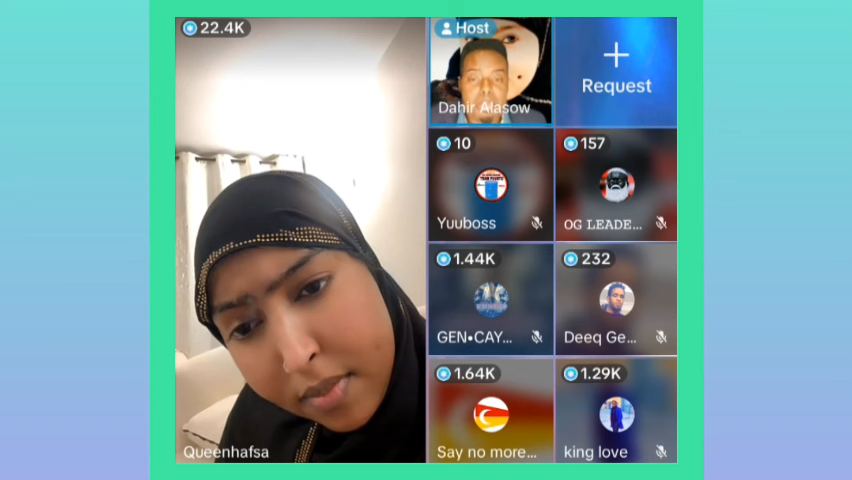 22.4K
Queenhafsa
Host
Dahir Alasow
Request
10
Yuuboss
157
OG LEADE...
1.44K
GEN•CAY...
232
Deeq Ge...
1.64K
Say no more...
1.29K
king love